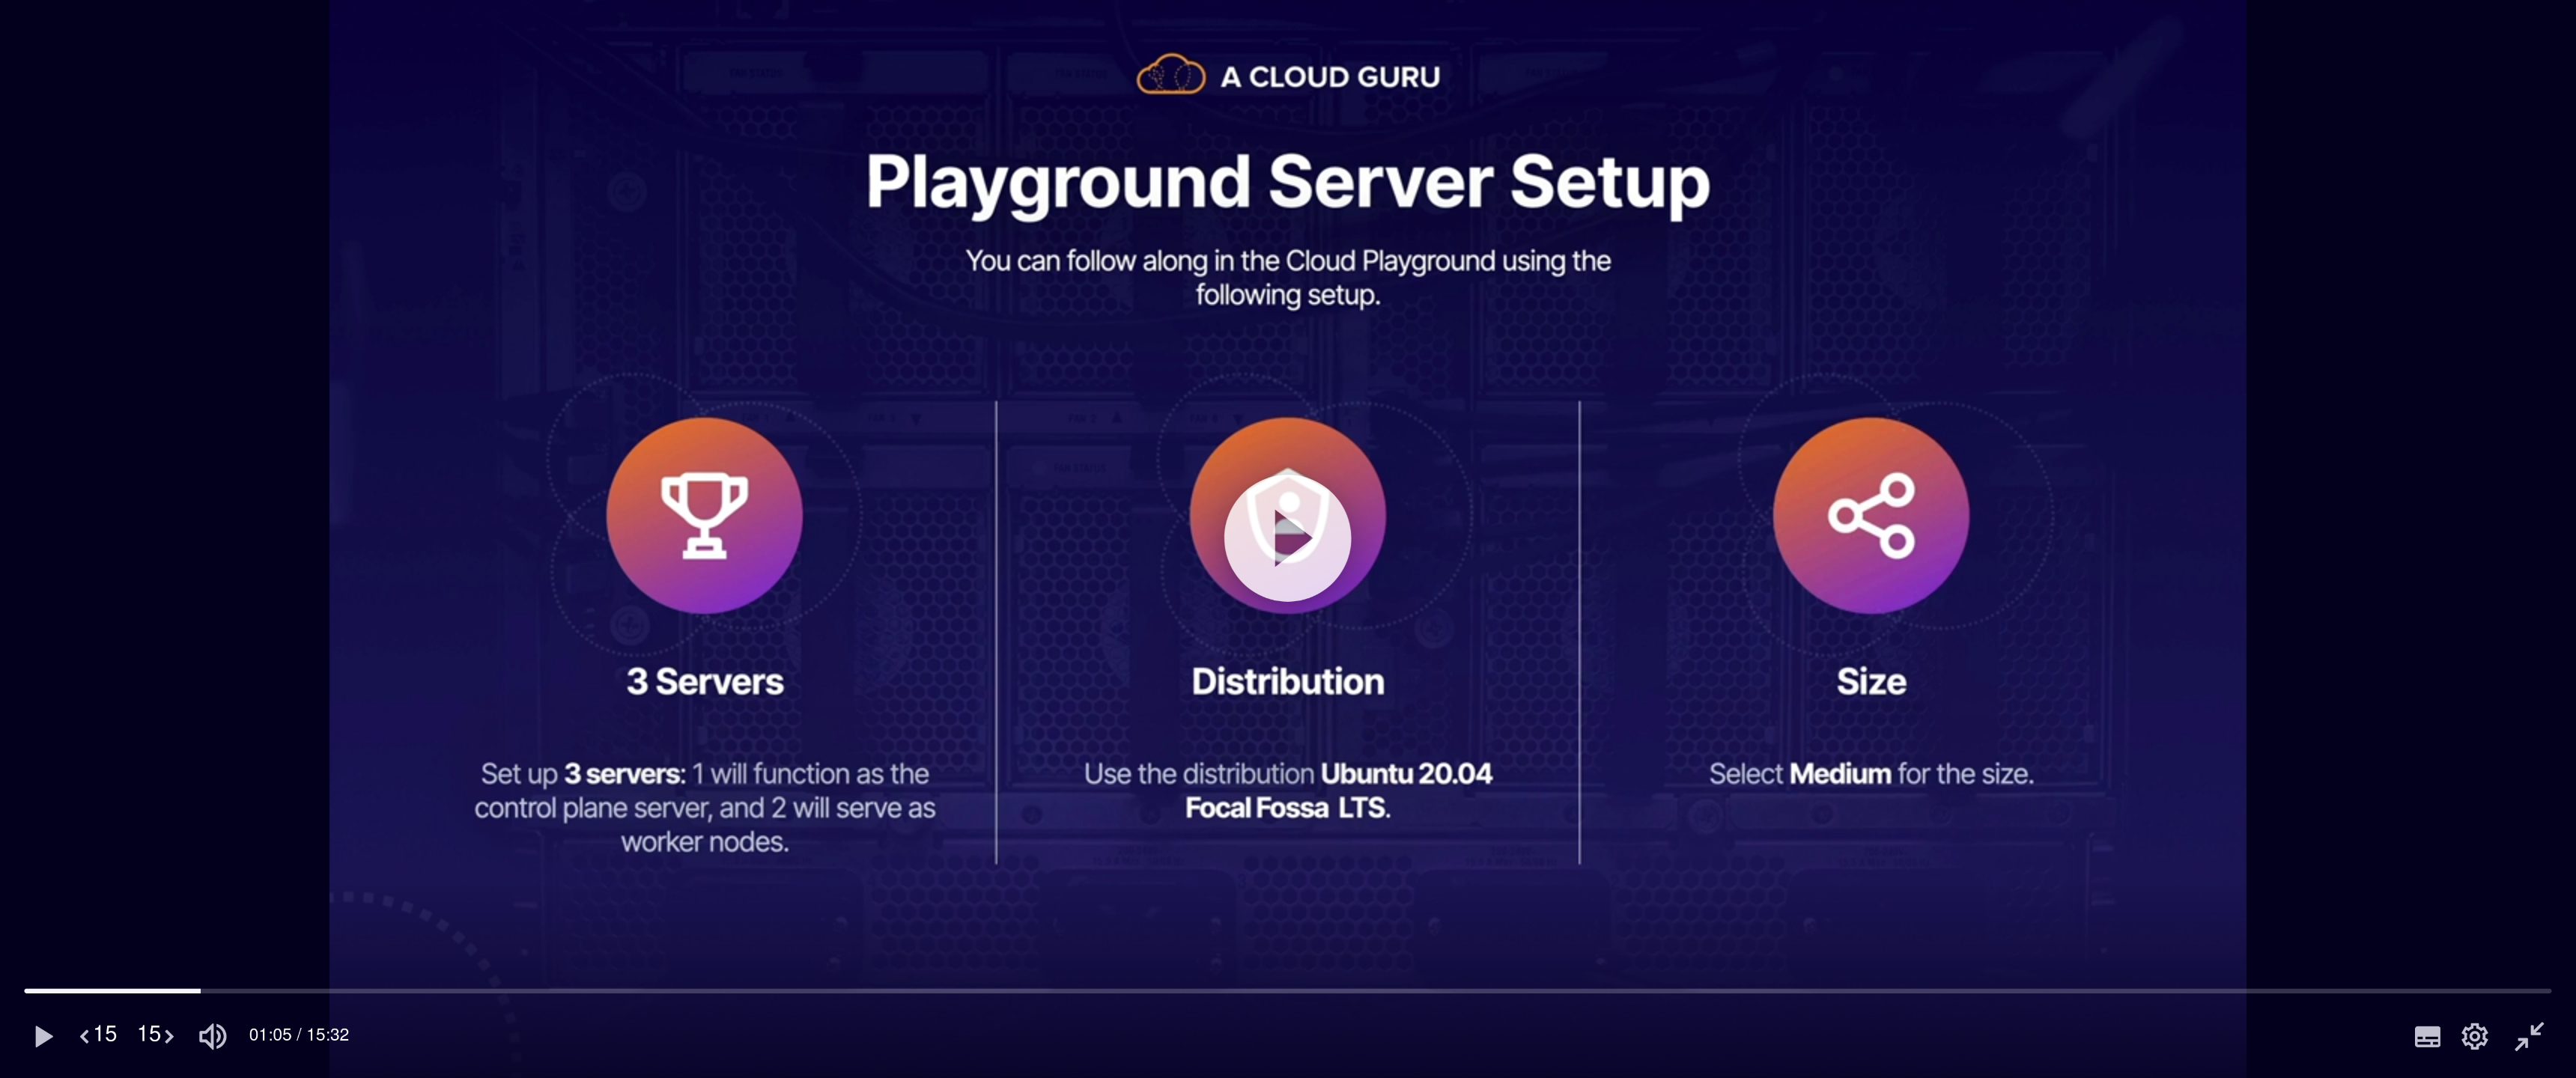 A CLOUD GURU
Playground Server Setup
You can follow along in the Cloud Playground using the
following setup.
3 Servers
Set up 3 servers: 1 will function as the
control plane server, and 2 will serve as
worker nodes.
Distribution
Use the distribution Ubuntu 20.04
Focal Fossa LTS.
Size
Select Medium for the size.
15 15 01:05 / 15:32